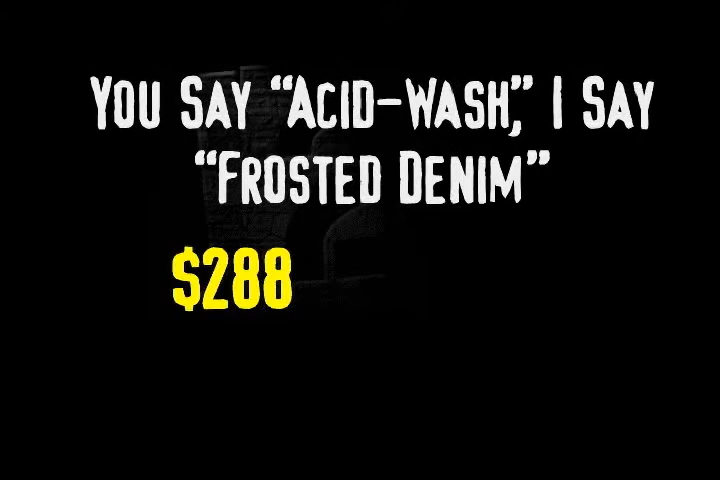 You Say “Acid-Wash,” I Say
“Frosted Denim”
$288